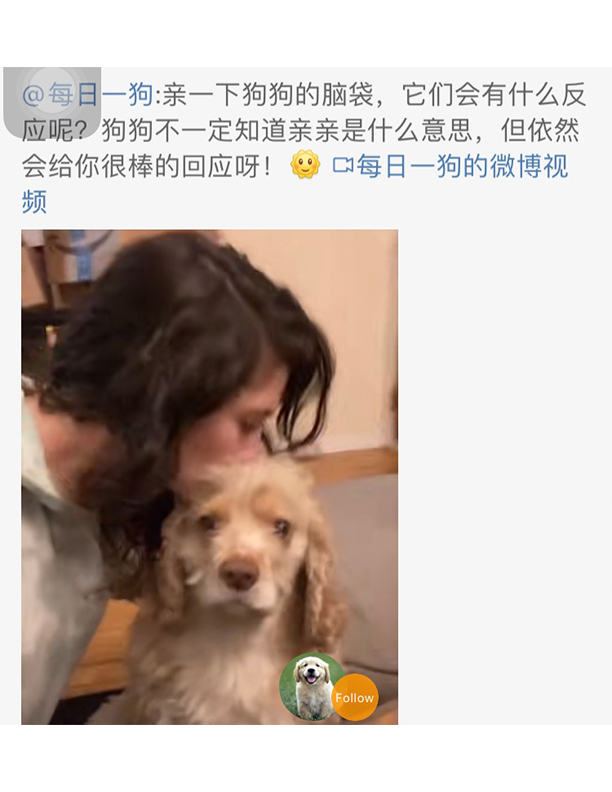 @每日一狗:亲一下狗狗的脑袋，它们会有什么反
应呢？狗狗不一定知道亲亲是什么意思，但依然
会给你很棒的回应呀！ 每日一狗的微博视
频
Follow